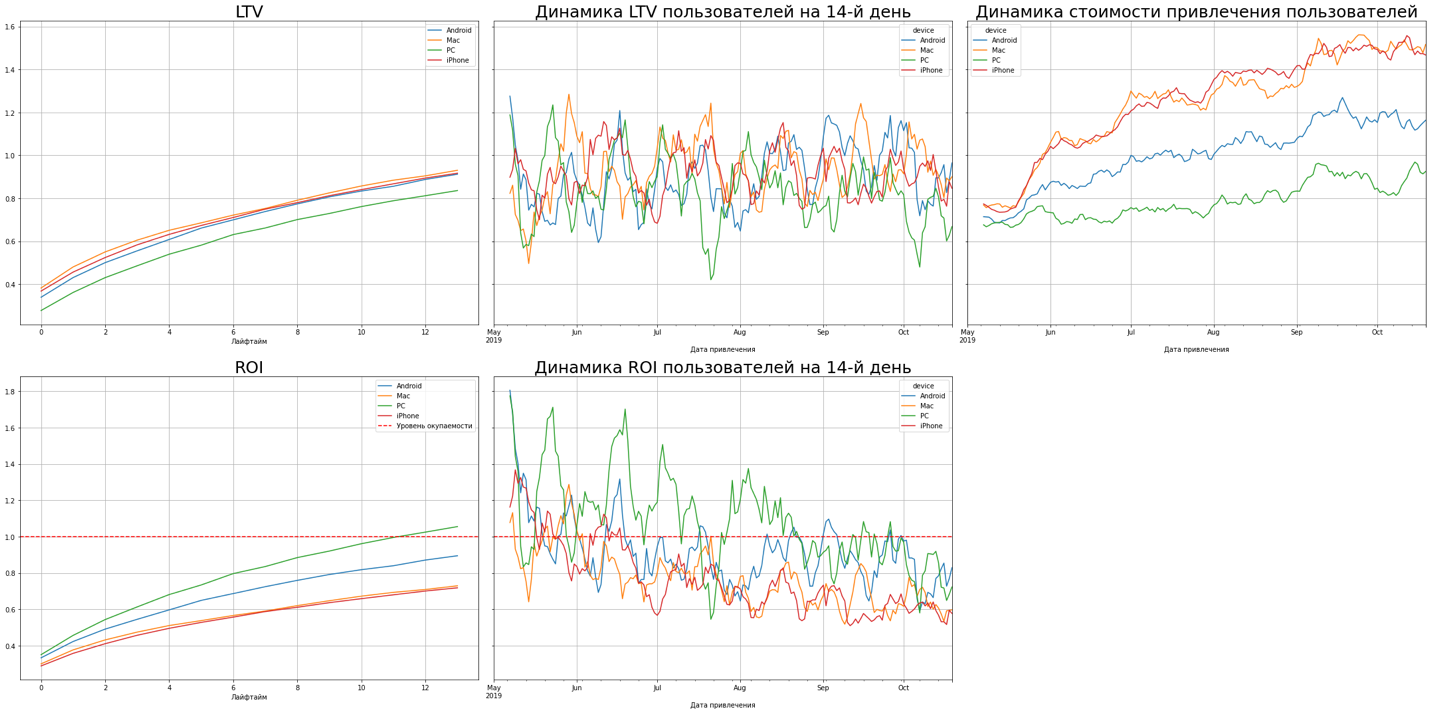 LTV
Динамика LTV пользователей на 14-й день
Динамика стоимости привлечения пользователей
1.6
1.4
1.2
1.0
0.8
0.6
0.4
Android
Mac
PC
iPhone
0
2
4
6
8
10
12
Лайфтайм
device
Android
Mac
PC
iPhone
May
2019
Jun
Jul
Aug
Sep
Oct
Дата привлечения
device
Android
Mac
PC
iPhone
May
2019
Jun
Jul
Aug
Sep
Oct
Дата привлечения
ROI
Динамика ROI пользователей на 14-й день
1.8
1.6
1.4
1.2
1.0
0.8
0.6
0.4
Android
Mac
PC
iPhone
Уровень окупаемости
0
2
4
6
8
10
12
Лайфтайм
device
Android
Mac
PC
iPhone
May
2019
Jun
Jul
Aug
Sep
Oct
Дата привлечения